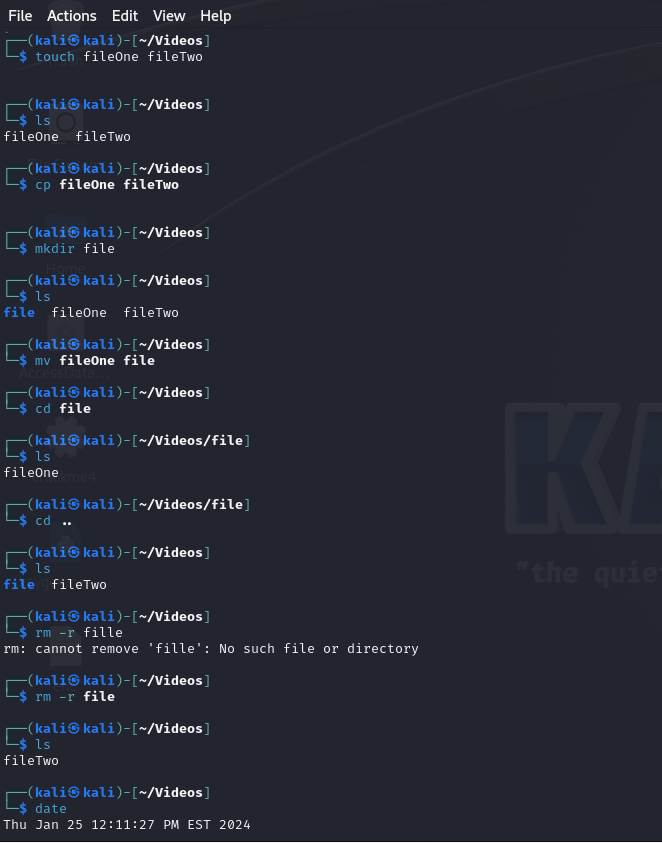 File Actions Edit View Help
┌──(kali㉿kali)-[~/Videos]
└─$ touch fileOne fileTwo
┌──(kali㉿kali)-[~/Videos]
└─$ ls
fileOne  fileTwo
┌──(kali㉿kali)-[~/Videos]
└─$ cp fileOne fileTwo
┌──(kali㉿kali)-[~/Videos]
└─$ mkdir file
┌──(kali㉿kali)-[~/Videos]
└─$ ls
file  fileOne  fileTwo
┌──(kali㉿kali)-[~/Videos]
└─$ mv fileOne file
┌──(kali㉿kali)-[~/Videos]
└─$ cd file
┌──(kali㉿kali)-[~/Videos/file]
└─$ ls
fileOne
┌──(kali㉿kali)-[~/Videos/file]
└─$ cd ..
┌──(kali㉿kali)-[~/Videos]
└─$ ls
file  fileTwo
┌──(kali㉿kali)-[~/Videos]
└─$ rm -r fille
rm: cannot remove 'fille': No such file or directory
┌──(kali㉿kali)-[~/Videos]
└─$ rm -r file
┌──(kali㉿kali)-[~/Videos]
└─$ ls
fileTwo
┌──(kali㉿kali)-[~/Videos]
└─$ date
Thu Jan 25 12:11:27 PM EST 2024
Home
AccessData...
KA
"the quie